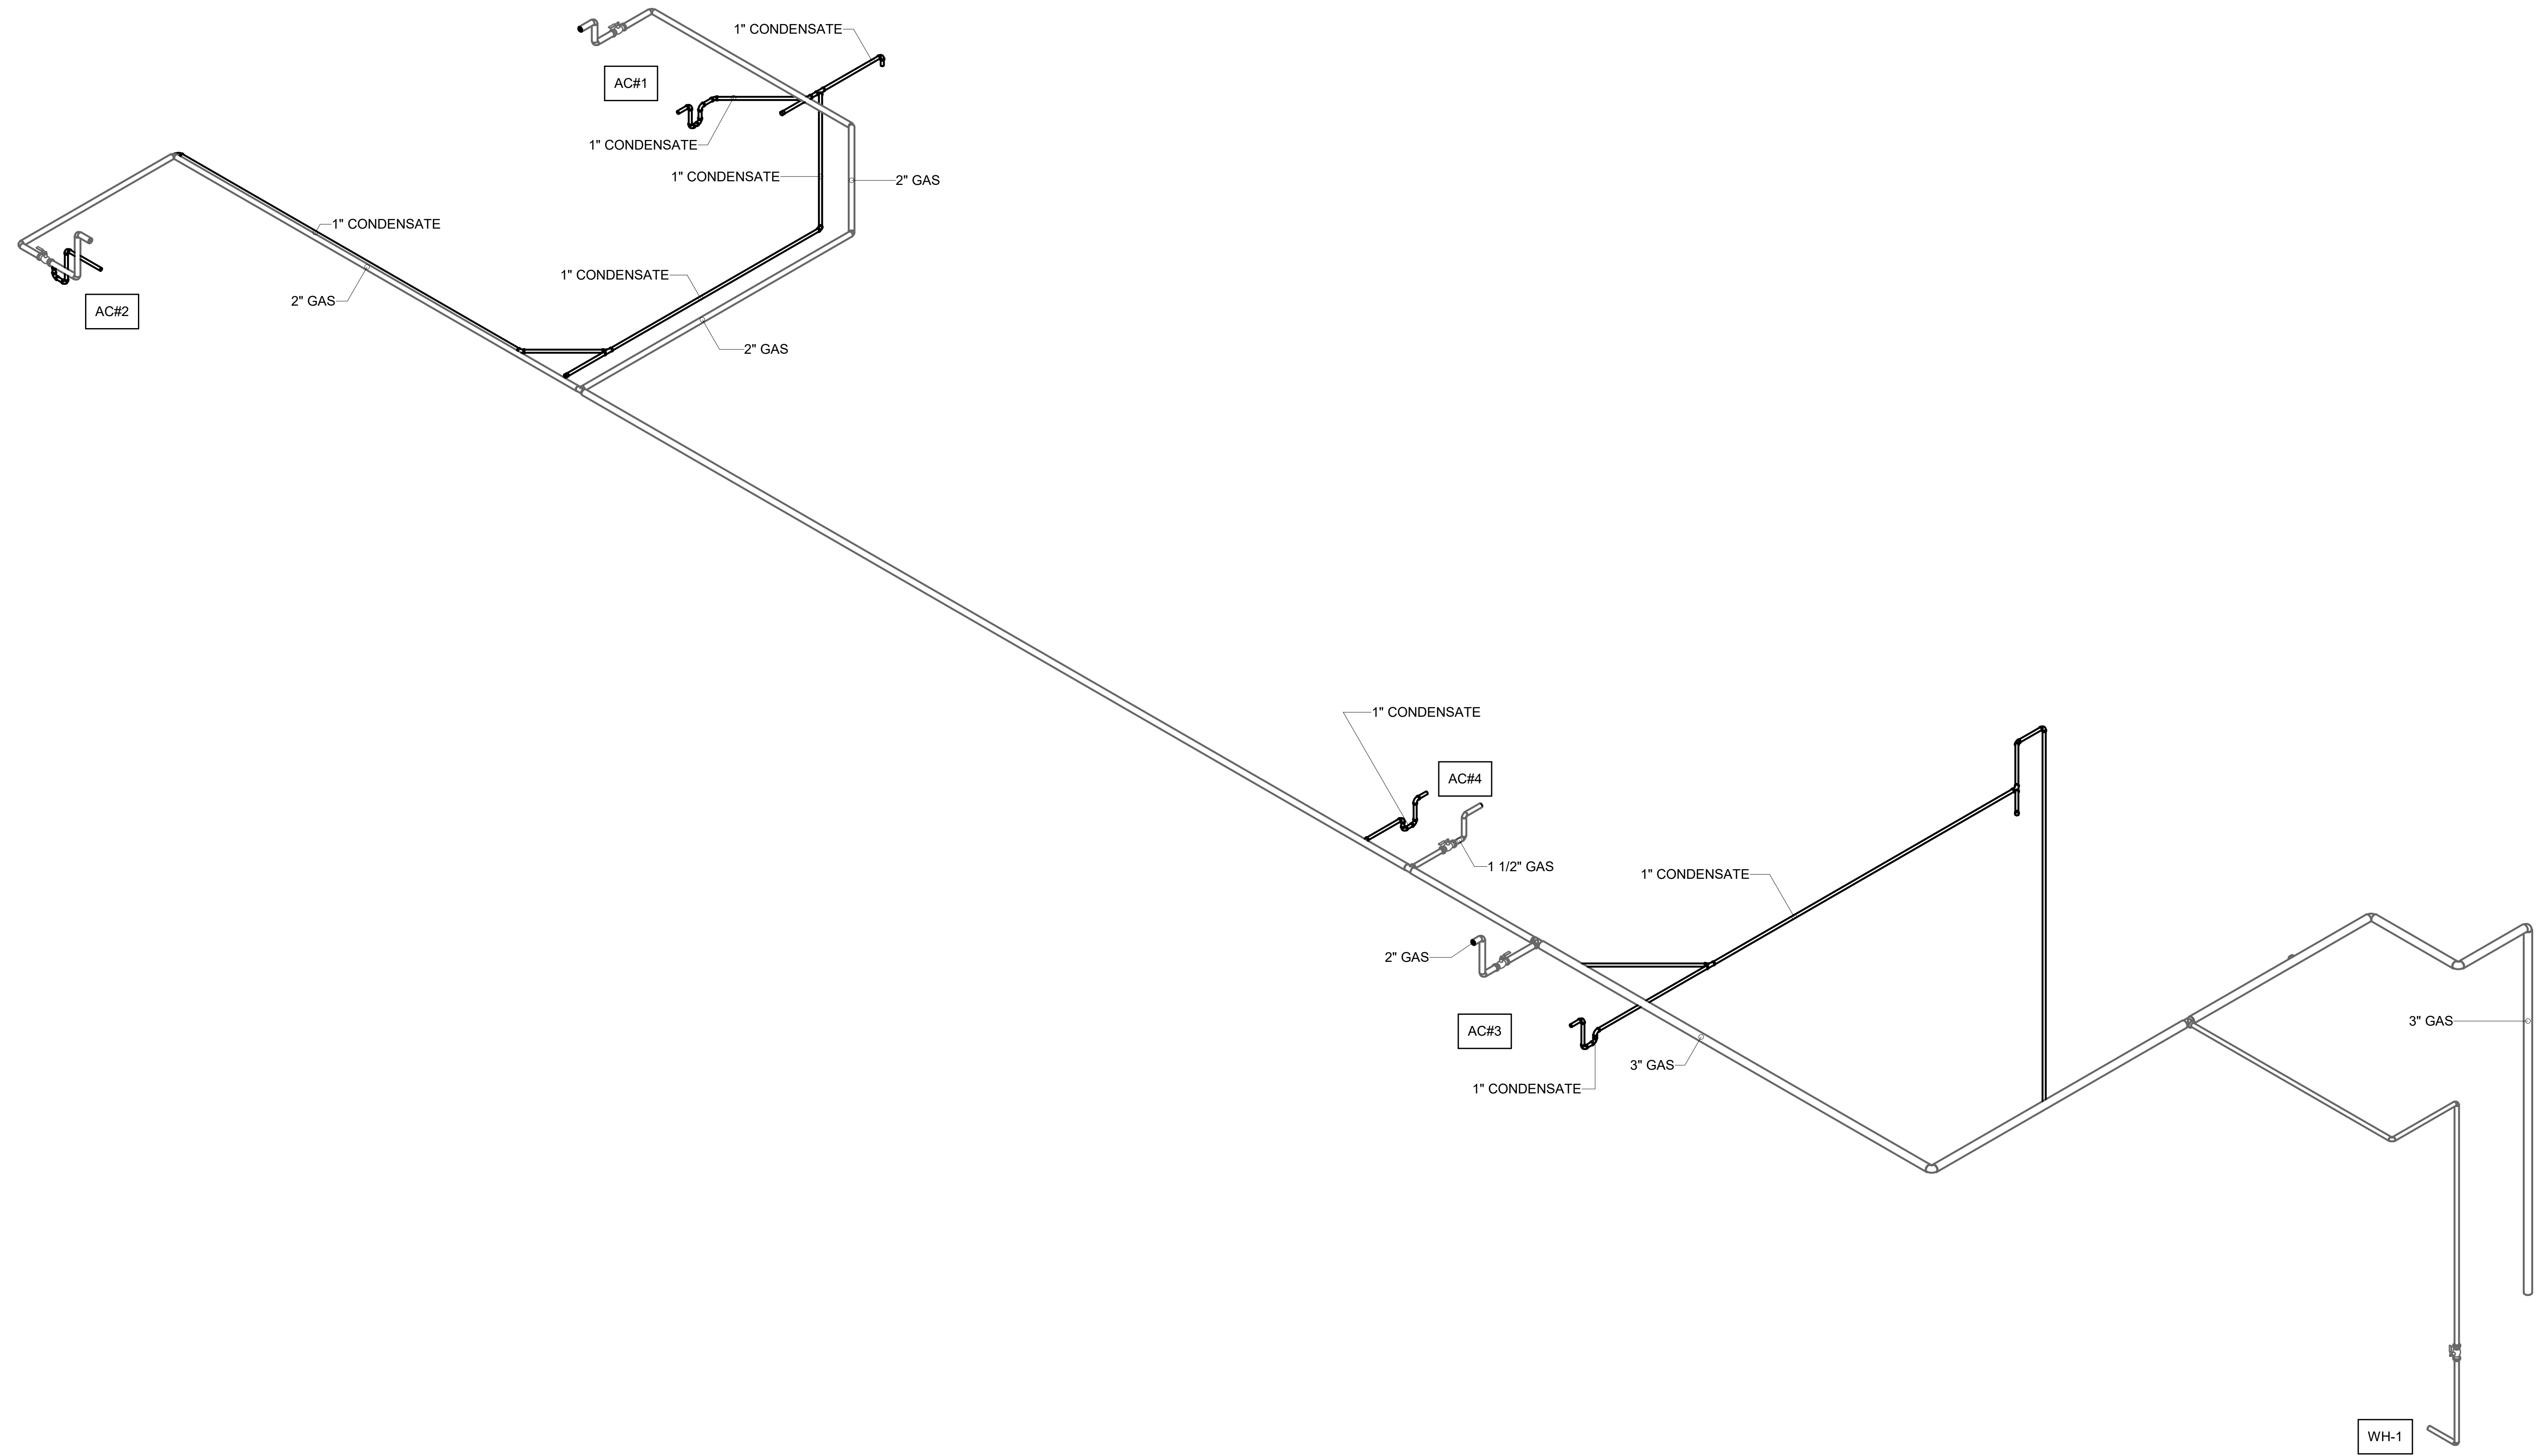 1" CONDENSATE
AC#1
1" CONDENSATE
1" CONDENSATE
2" GAS
1" CONDENSATE
1" CONDENSATE
2" GAS
AC#2
2" GAS
1" CONDENSATE
AC#4
1 1/2" GAS
1" CONDENSATE
2" GAS
3" GAS
AC#3
3" GAS
1" CONDENSATE
WH-1